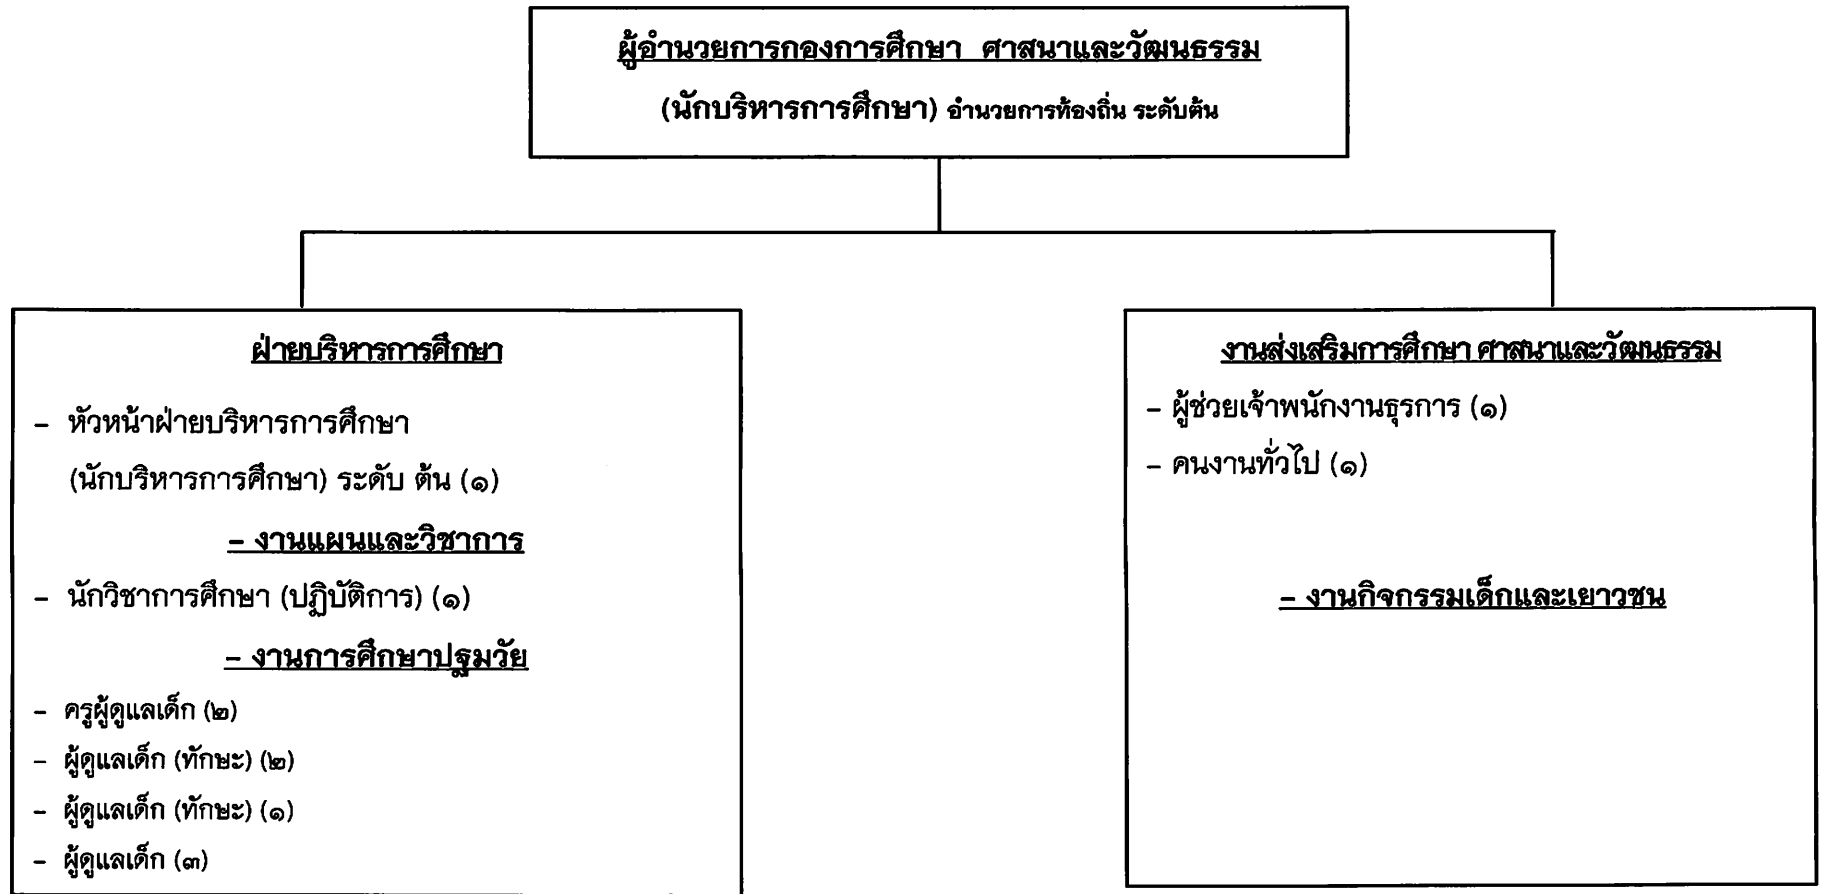 ผู้อำนวยการกองการศึกษา ศาสนาและวัฒนธรรม
(นักบริหารการศึกษา) อำนวยการท้องถิ่น ระดับต้น
ฝ่ายบริหารการศึกษา
– หัวหน้าฝ่ายบริหารการศึกษา
(นักบริหารการศึกษา) ระดับ ต้น (๑)
– งานแผนและวิชาการ
– นักวิชาการศึกษา (ปฏิบัติการ) (๑)
– งานการศึกษาปฐมวัย
– ครูผู้ดูแลเด็ก (๒)
– ผู้ดูแลเด็ก (ทักษะ) (๒)
– ผู้ดูแลเด็ก (ทักษะ) (๑)
– ผู้ดูแลเด็ก (๓)
งานส่งเสริมการศึกษา ศาสนาและวัฒนธรรม
– ผู้ช่วยเจ้าพนักงานธุรการ (๑)
– คนงานทั่วไป (๑)
– งานกิจกรรมเด็กและเยาวชน